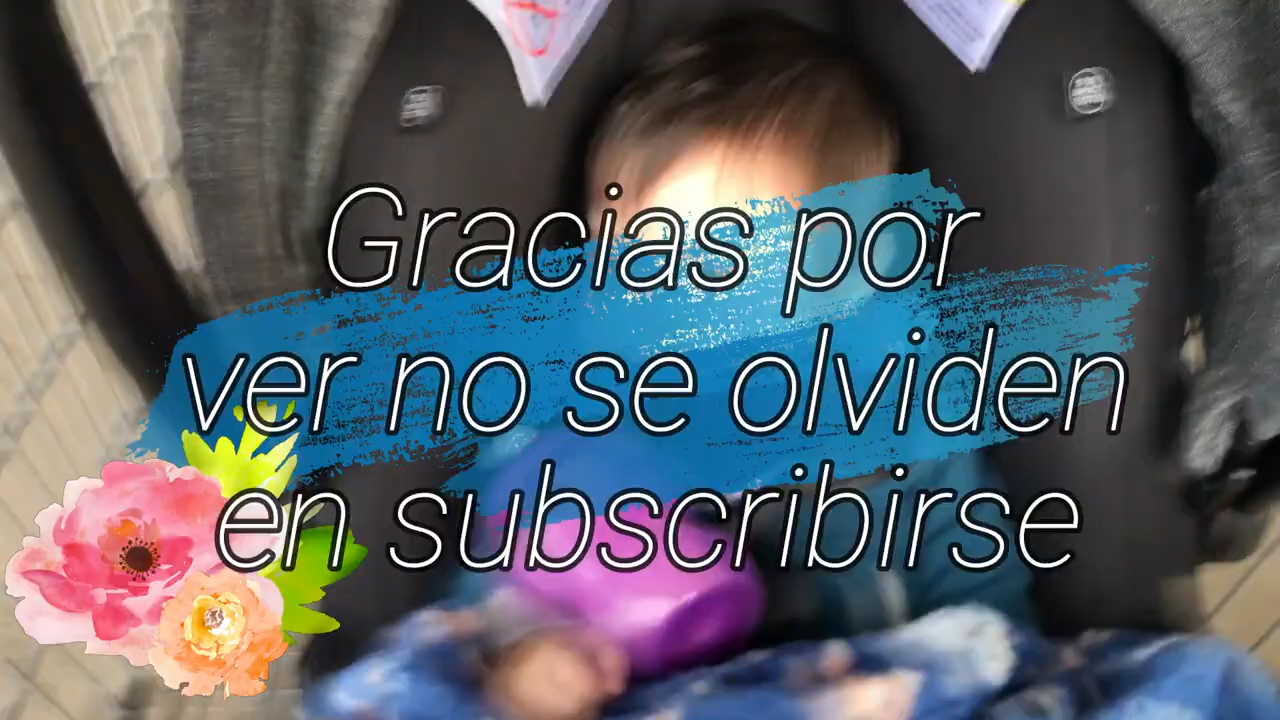 Gracias por
ver no se olviden
en subscribirse